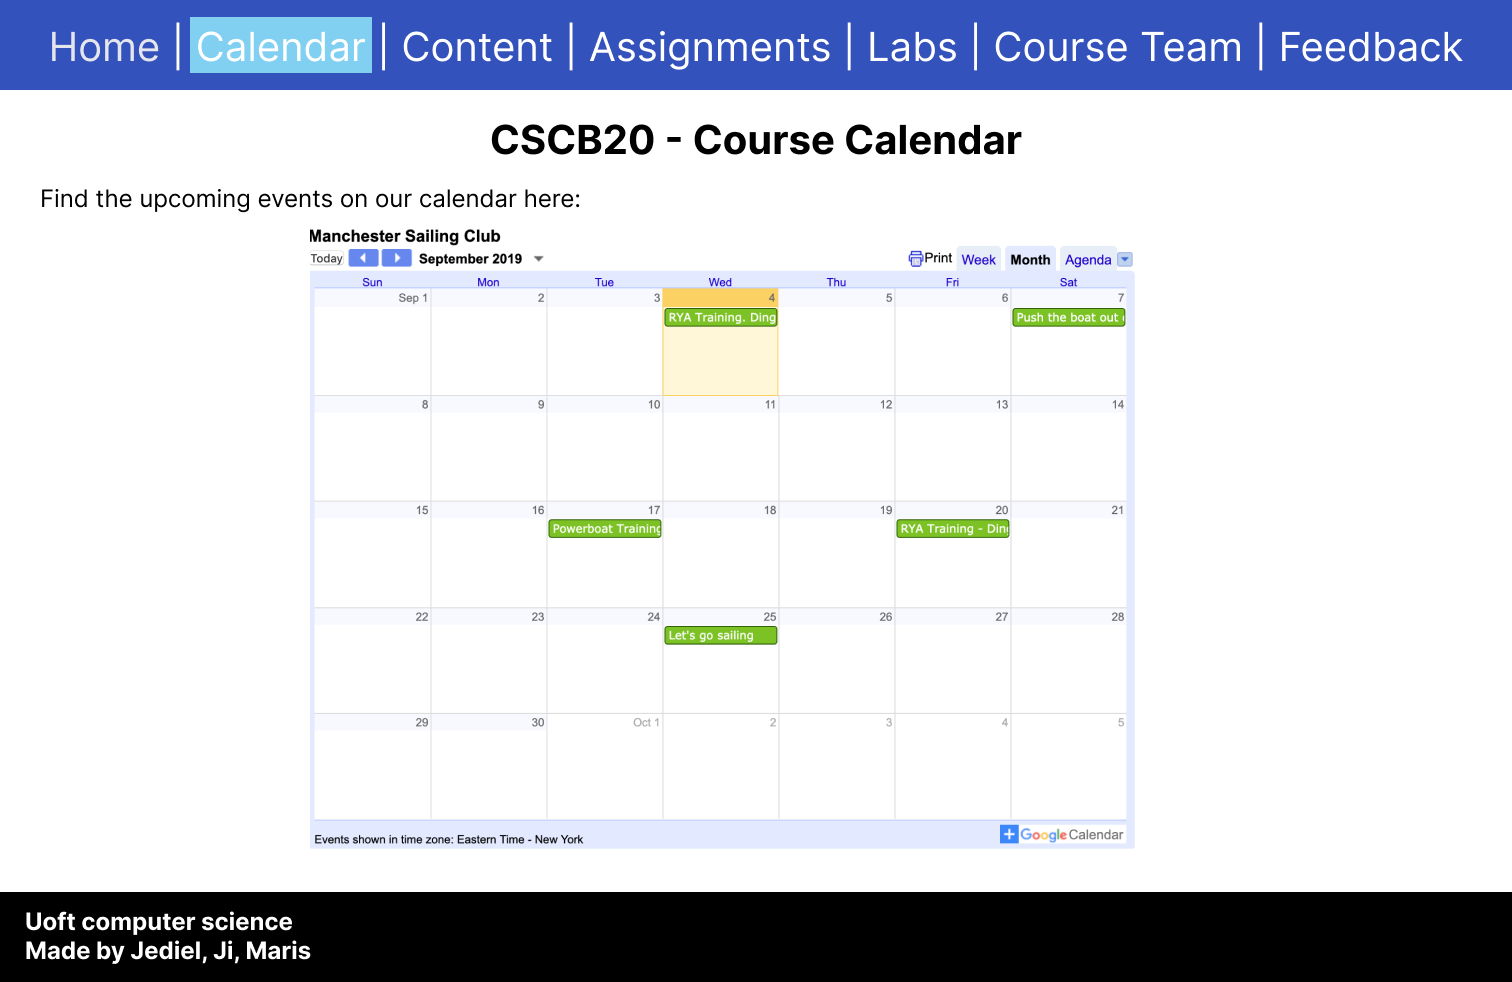 Home | Calendar | Content | Assignments | Labs | Course Team | Feedback
CSCB20 - Course Calendar
Find the upcoming events on our calendar here:
Manchester Sailing Club
Today September 2019 Print Week Month Agenda
Sun Mon Tue Wed Thu Fri Sat
Sep 1 2 3 4 5 6 7
RYA Training. Ding Push the boat out
8 9 10 11 12 13 14
15 16 17 18 19 20 21
Powerboat Training RYA Training - Din
22 23 24 25 26 27 28
Let's go sailing
29 30 Oct 1 2 3 4 5
Events shown in time zone: Eastern Time - New York
+ Google Calendar
Uoft computer science
Made by Jediel, Ji, Maris